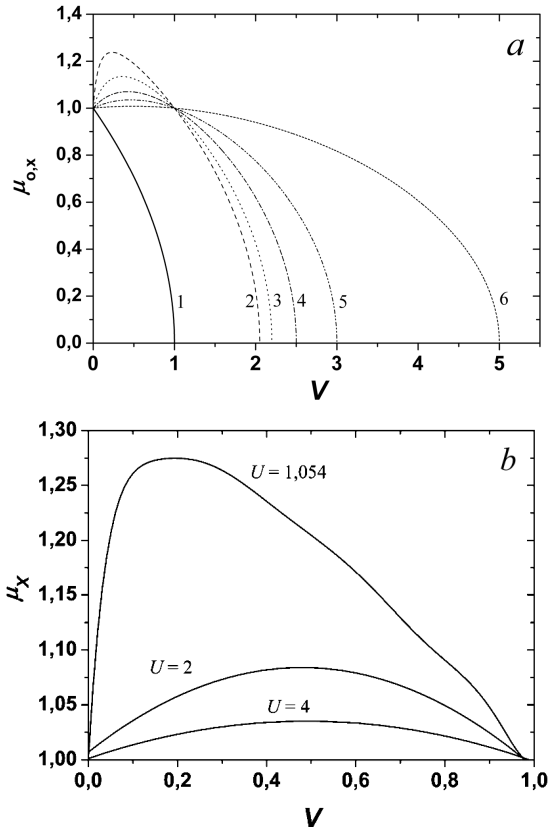 a
1,4
1,2
1,0
0,8
0,6
0,4
0,2
0,0
μo,x
1 2 3 4 5 6
0 1 2 3 4 5
V
b
1,30
1,25
1,20
1,15
1,10
1,05
1,00
μX
U = 1,054
U = 2
U = 4
0,0 0,2 0,4 0,6 0,8 1,0
V